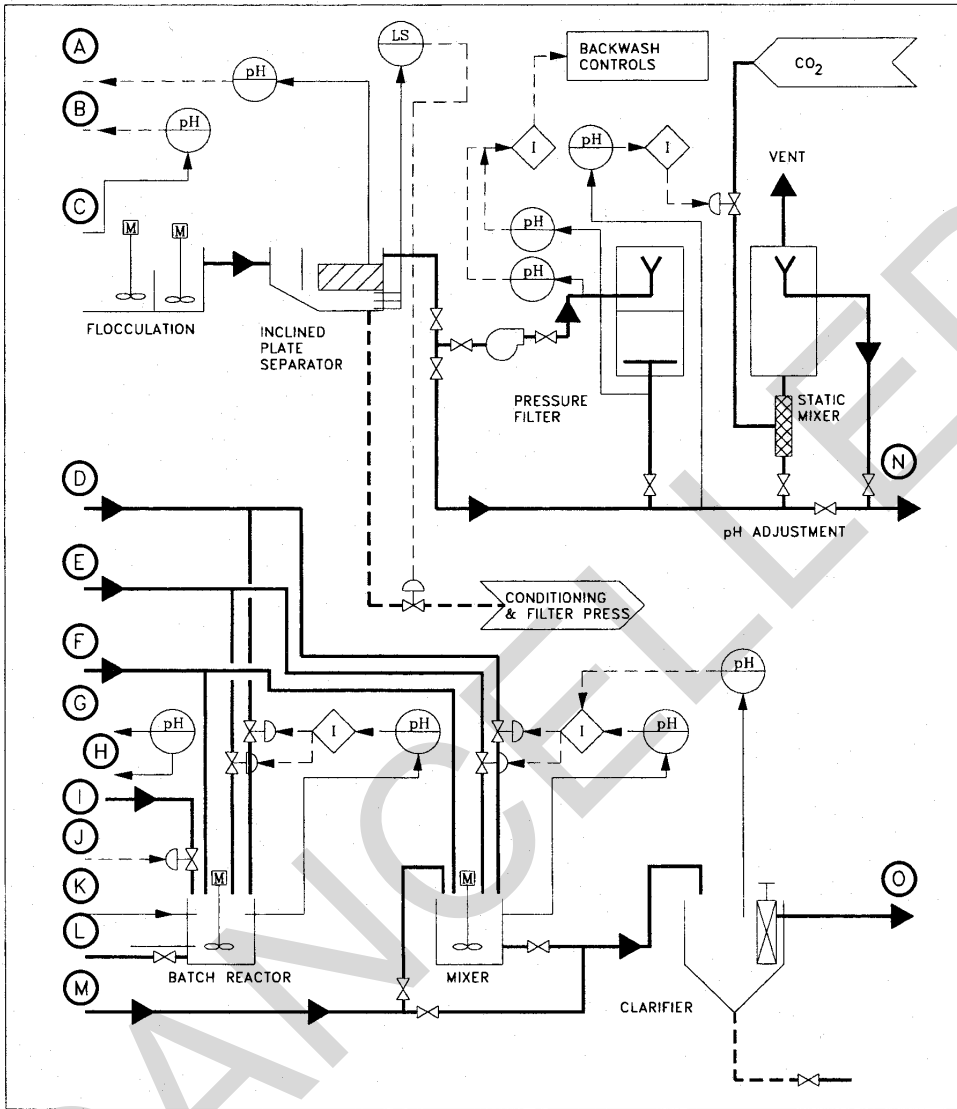 A
B
C
LS
pH
pH
I
BACKWASH
CONTROLS
CO2
pH
I
VENT
pH
pH
M
M
FLOCCULATION
INCLINED
PLATE
SEPARATOR
PRESSURE
FILTER
STATIC
MIXER
N
pH ADJUSTMENT
D
E
F
G
H
I
J
K
L
M
CONDITIONING
& FILTER PRESS
pH
pH
I
pH
I
pH
M
M
O
BATCH REACTOR
MIXER
CLARIFIER
CANCELLED